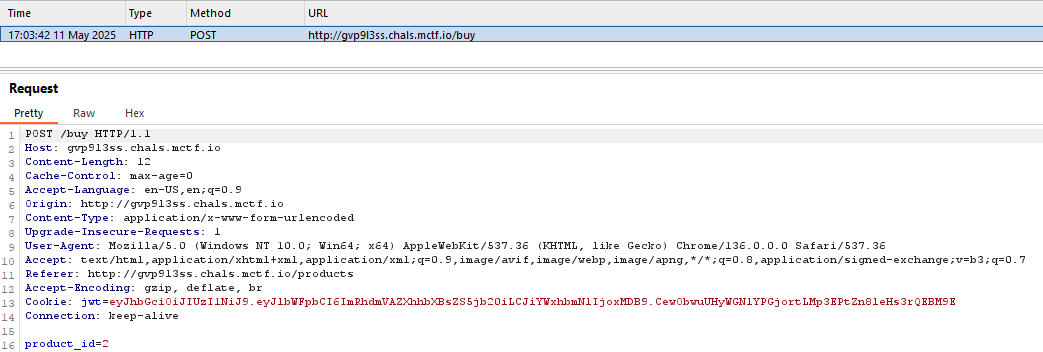 Time Type Method URL
17:03:42 11 May 2025 HTTP POST http://gvp9l3ss.chals.mctf.io/buy
Request
Pretty Raw Hex
1 POST /buy HTTP/1.1
2 Host: gvp9l3ss.chals.mctf.io
3 Content-Length: 12
4 Cache-Control: max-age=0
5 Accept-Language: en-US,en;q=0.9
6 Origin: http://gvp9l3ss.chals.mctf.io
7 Content-Type: application/x-www-form-urlencoded
8 Upgrade-Insecure-Requests: 1
9 User-Agent: Mozilla/5.0 (Windows NT 10.0; Win64; x64) AppleWebKit/537.36 (KHTML, like Gecko) Chrome/136.0.0.0 Safari/537.36
10 Accept: text/html,application/xhtml+xml,application/xml;q=0.9,image/avif,image/webp,image/apng,*/*;q=0.8,application/signed-exchange;v=b3;q=0.7
11 Referer: http://gvp9l3ss.chals.mctf.io/products
12 Accept-Encoding: gzip, deflate, br
13 Cookie: jwt=
14 Connection: keep-alive
15
16 product_id=2